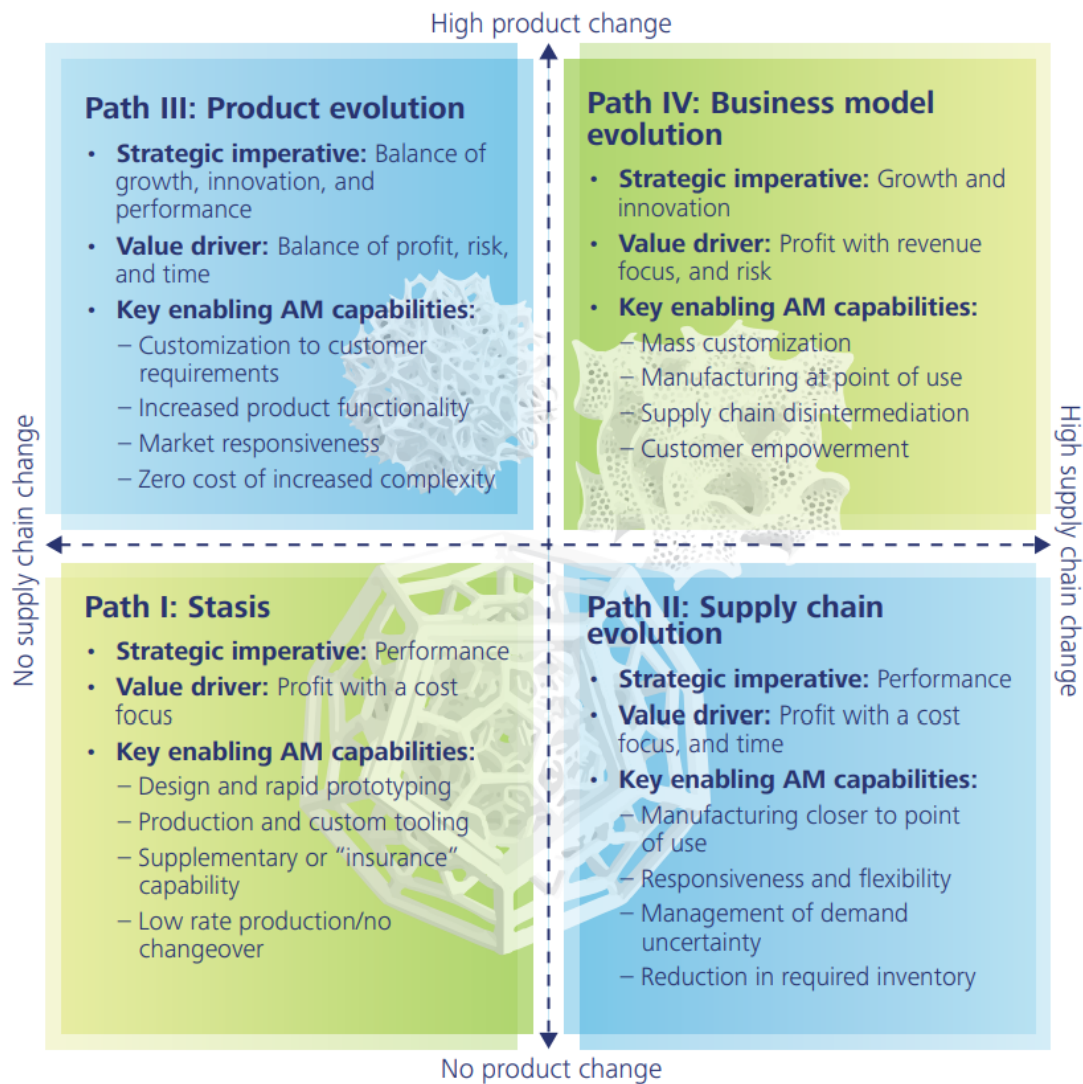 High product change
Path III: Product evolution
• Strategic imperative: Balance of
growth, innovation, and
performance
• Value driver: Balance of profit, risk,
and time
• Key enabling AM capabilities:
– Customization to customer
requirements
– Increased product functionality
– Market responsiveness
– Zero cost of increased complexity
Path IV: Business model
evolution
• Strategic imperative: Growth and
innovation
• Value driver: Profit with revenue
focus, and risk
• Key enabling AM capabilities:
– Mass customization
– Manufacturing at point of use
– Supply chain disintermediation
– Customer empowerment
No supply chain change
High supply chain change
Path I: Stasis
• Strategic imperative: Performance
• Value driver: Profit with a cost
focus
• Key enabling AM capabilities:
– Design and rapid prototyping
– Production and custom tooling
– Supplementary or “insurance”
capability
– Low rate production/no
changeover
Path II: Supply chain
evolution
• Strategic imperative: Performance
• Value driver: Profit with a cost
focus, and time
• Key enabling AM capabilities:
– Manufacturing closer to point
of use
– Responsiveness and flexibility
– Management of demand
uncertainty
– Reduction in required inventory
No product change